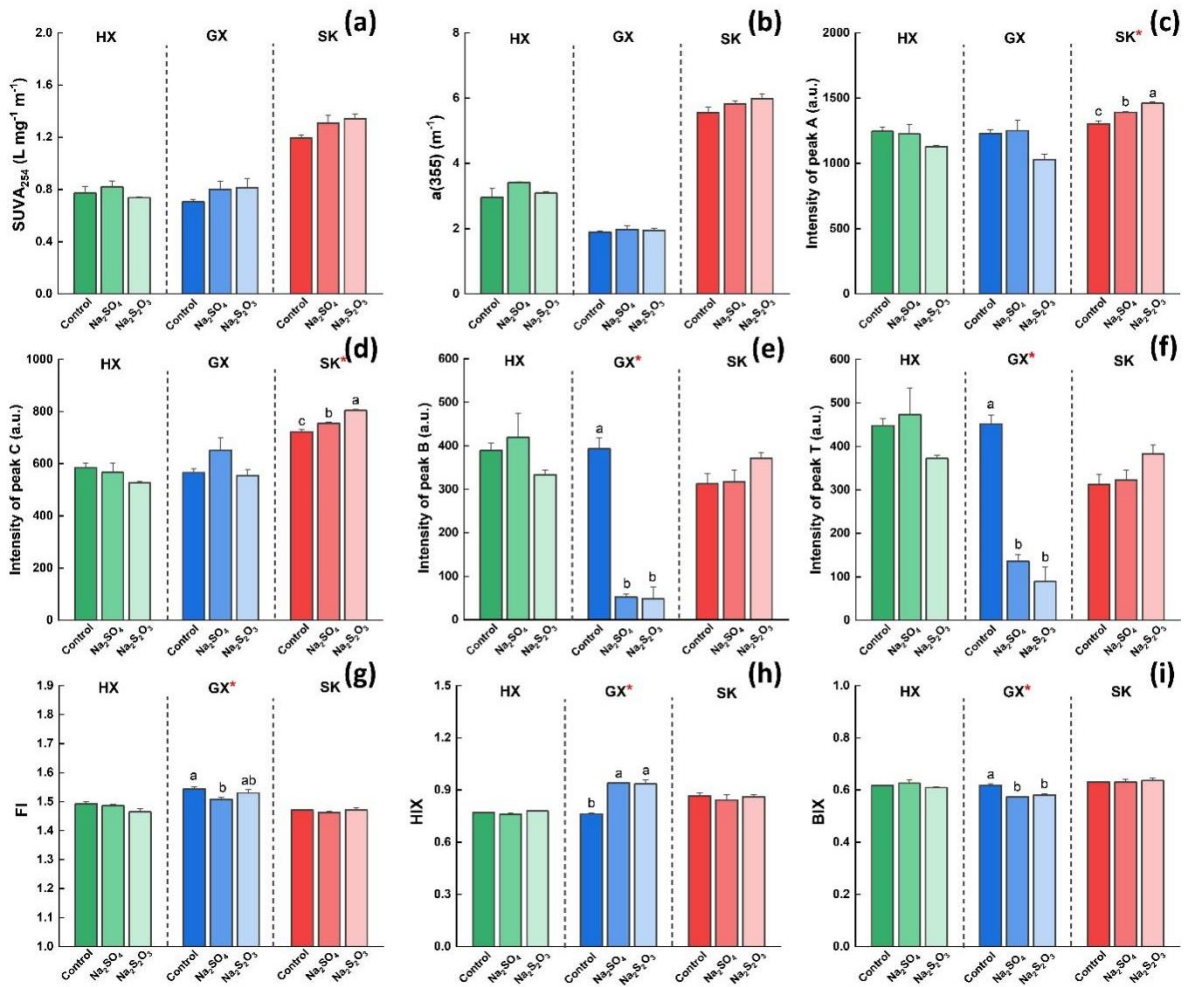 (a)
HX GX SK
SUVA₂₅₄ (L mg⁻¹ m⁻¹)
2.0
1.6
1.2
0.8
0.4
0.0
Control Na₂SO₄ Na₂S₂O₃ Control Na₂SO₄ Na₂S₂O₃ Control Na₂SO₄ Na₂S₂O₃
(b)
HX GX SK
a(355) (m⁻¹)
8
6
4
2
0
Control Na₂SO₄ Na₂S₂O₃ Control Na₂SO₄ Na₂S₂O₃ Control Na₂SO₄ Na₂S₂O₃
(c)
HX GX SK*
Intensity of peak A (a.u.)
2000
1500
1000
500
0
c b a
Control Na₂SO₄ Na₂S₂O₃ Control Na₂SO₄ Na₂S₂O₃ Control Na₂SO₄ Na₂S₂O₃
(d)
HX GX SK*
Intensity of peak C (a.u.)
1000
800
600
400
200
0
c b a
Control Na₂SO₄ Na₂S₂O₃ Control Na₂SO₄ Na₂S₂O₃ Control Na₂SO₄ Na₂S₂O₃
(e)
HX GX* SK
Intensity of peak B (a.u.)
600
500
400
300
200
100
0
a b b
Control Na₂SO₄ Na₂S₂O₃ Control Na₂SO₄ Na₂S₂O₃ Control Na₂SO₄ Na₂S₂O₃
(f)
HX GX* SK
Intensity of peak T (a.u.)
600
500
400
300
200
100
0
a b b
Control Na₂SO₄ Na₂S₂O₃ Control Na₂SO₄ Na₂S₂O₃ Control Na₂SO₄ Na₂S₂O₃
(g)
HX GX* SK
FI
1.9
1.8
1.7
1.6
1.5
1.4
1.3
1.2
1.1
1.0
a b ab
Control Na₂SO₄ Na₂S₂O₃ Control Na₂SO₄ Na₂S₂O₃ Control Na₂SO₄ Na₂S₂O₃
(h)
HX GX* SK
HIX
1.5
1.2
0.9
0.6
0.3
0.0
b a a
Control Na₂SO₄ Na₂S₂O₃ Control Na₂SO₄ Na₂S₂O₃ Control Na₂SO₄ Na₂S₂O₃
(i)
HX GX* SK
BIX
1.0
0.8
0.6
0.4
0.2
0.0
a b b
Control Na₂SO₄ Na₂S₂O₃ Control Na₂SO₄ Na₂S₂O₃ Control Na₂SO₄ Na₂S₂O₃